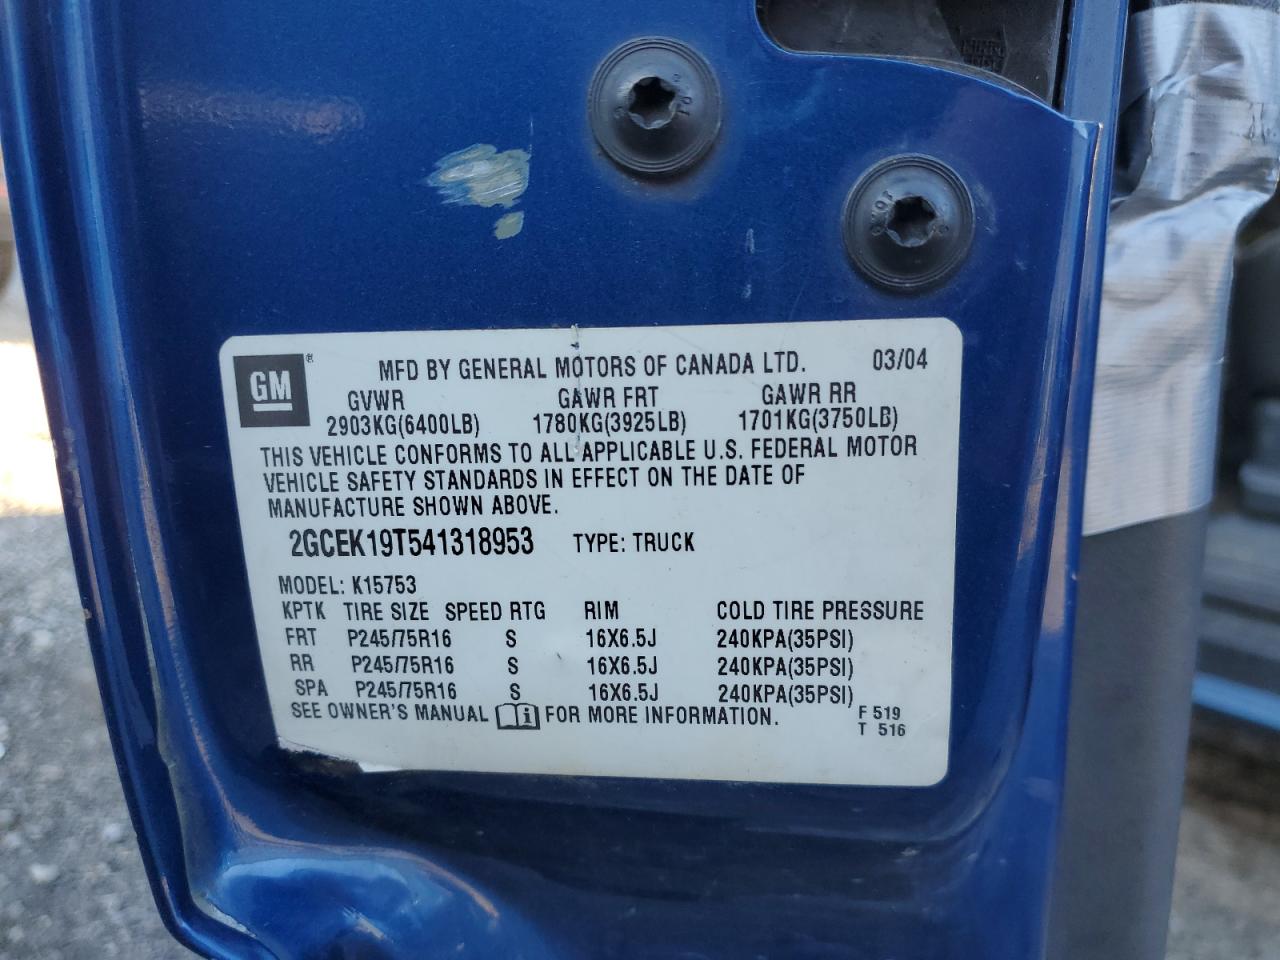 GM ® MFD BY GENERAL MOTORS OF CANADA LTD. 03/04
GVWR GAWR FRT GAWR RR
2903KG(6400LB) 1780KG(3925LB) 1701KG(3750LB)
THIS VEHICLE CONFORMS TO ALL APPLICABLE U.S. FEDERAL MOTOR
VEHICLE SAFETY STANDARDS IN EFFECT ON THE DATE OF
MANUFACTURE SHOWN ABOVE.
2GCEK19T541318953 TYPE: TRUCK
MODEL: K15753
KPTK TIRE SIZE SPEED RTG RIM COLD TIRE PRESSURE
FRT P245/75R16 S 16X6.5J 240KPA(35PSI)
RR P245/75R16 S 16X6.5J 240KPA(35PSI)
SPA P245/75R16 S 16X6.5J 240KPA(35PSI)
SEE OWNER'S MANUAL i FOR MORE INFORMATION. F 519
T 516